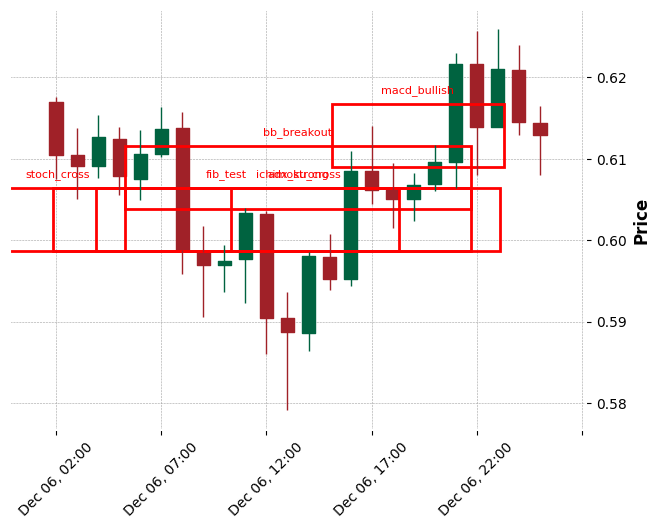 macd_bullish
bb_breakout
stoch_cross
fib_test
0.62
0.61
0.60
0.59
0.58
Price
Dec 06, 02:00
Dec 06, 07:00
Dec 06, 12:00
Dec 06, 17:00
Dec 06, 22:00